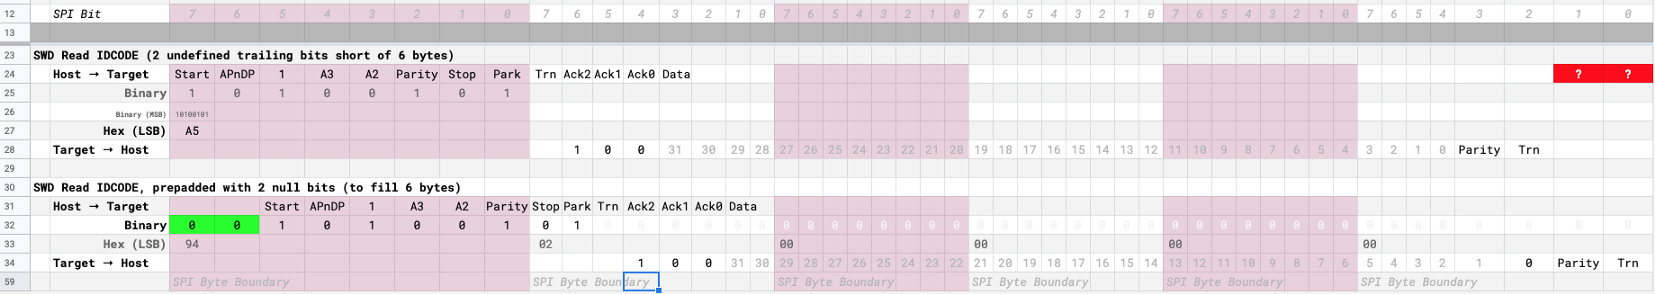 12 SPI Bit 7 6 5 4 3 2 1 0 7 6 5 4 3 2 1 0 7 6 5 4 3 2 1 0 7 6 5 4 3 2 1 0 7 6 5 4 3 2 1 0 7 6 5 4 3 2 1 0
13
23 SWD Read IDCODE (2 undefined trailing bits short of 6 bytes)
24 Host → Target Start APnDP 1 A3 A2 Parity Stop Park Trn Ack2 Ack1 Ack0 Data ? ?
25 Binary 1 0 1 0 0 1 0 1
26 Binary (MSB) 10100101
27 Hex (LSB) A5
28 Target → Host 1 0 0 31 30 29 28 27 26 25 24 23 22 21 20 19 18 17 16 15 14 13 12 11 10 9 8 7 6 5 4 3 2 1 0 Parity Trn
29
30 SWD Read IDCODE, prepadded with 2 null bits (to fill 6 bytes)
31 Host → Target Start APnDP 1 A3 A2 Parity Stop Park Trn Ack2 Ack1 Ack0 Data
32 Binary 0 0 1 0 1 0 0 1 0 1 0 0 0 0 0 0 0 0 0 0 0 0 0 0 0 0 0 0 0 0 0 0 0 0 0 0 0 0 0 0 0 0 0 0 0 0 0 0
33 Hex (LSB) 94 02 00 00 00 00
34 Target → Host 1 0 0 31 30 29 28 27 26 25 24 23 22 21 20 19 18 17 16 15 14 13 12 11 10 9 8 7 6 5 4 3 2 1 0 Parity Trn
59 SPI Byte Boundary SPI Byte Boundary SPI Byte Boundary SPI Byte Boundary SPI Byte Boundary SPI Byte Boundary